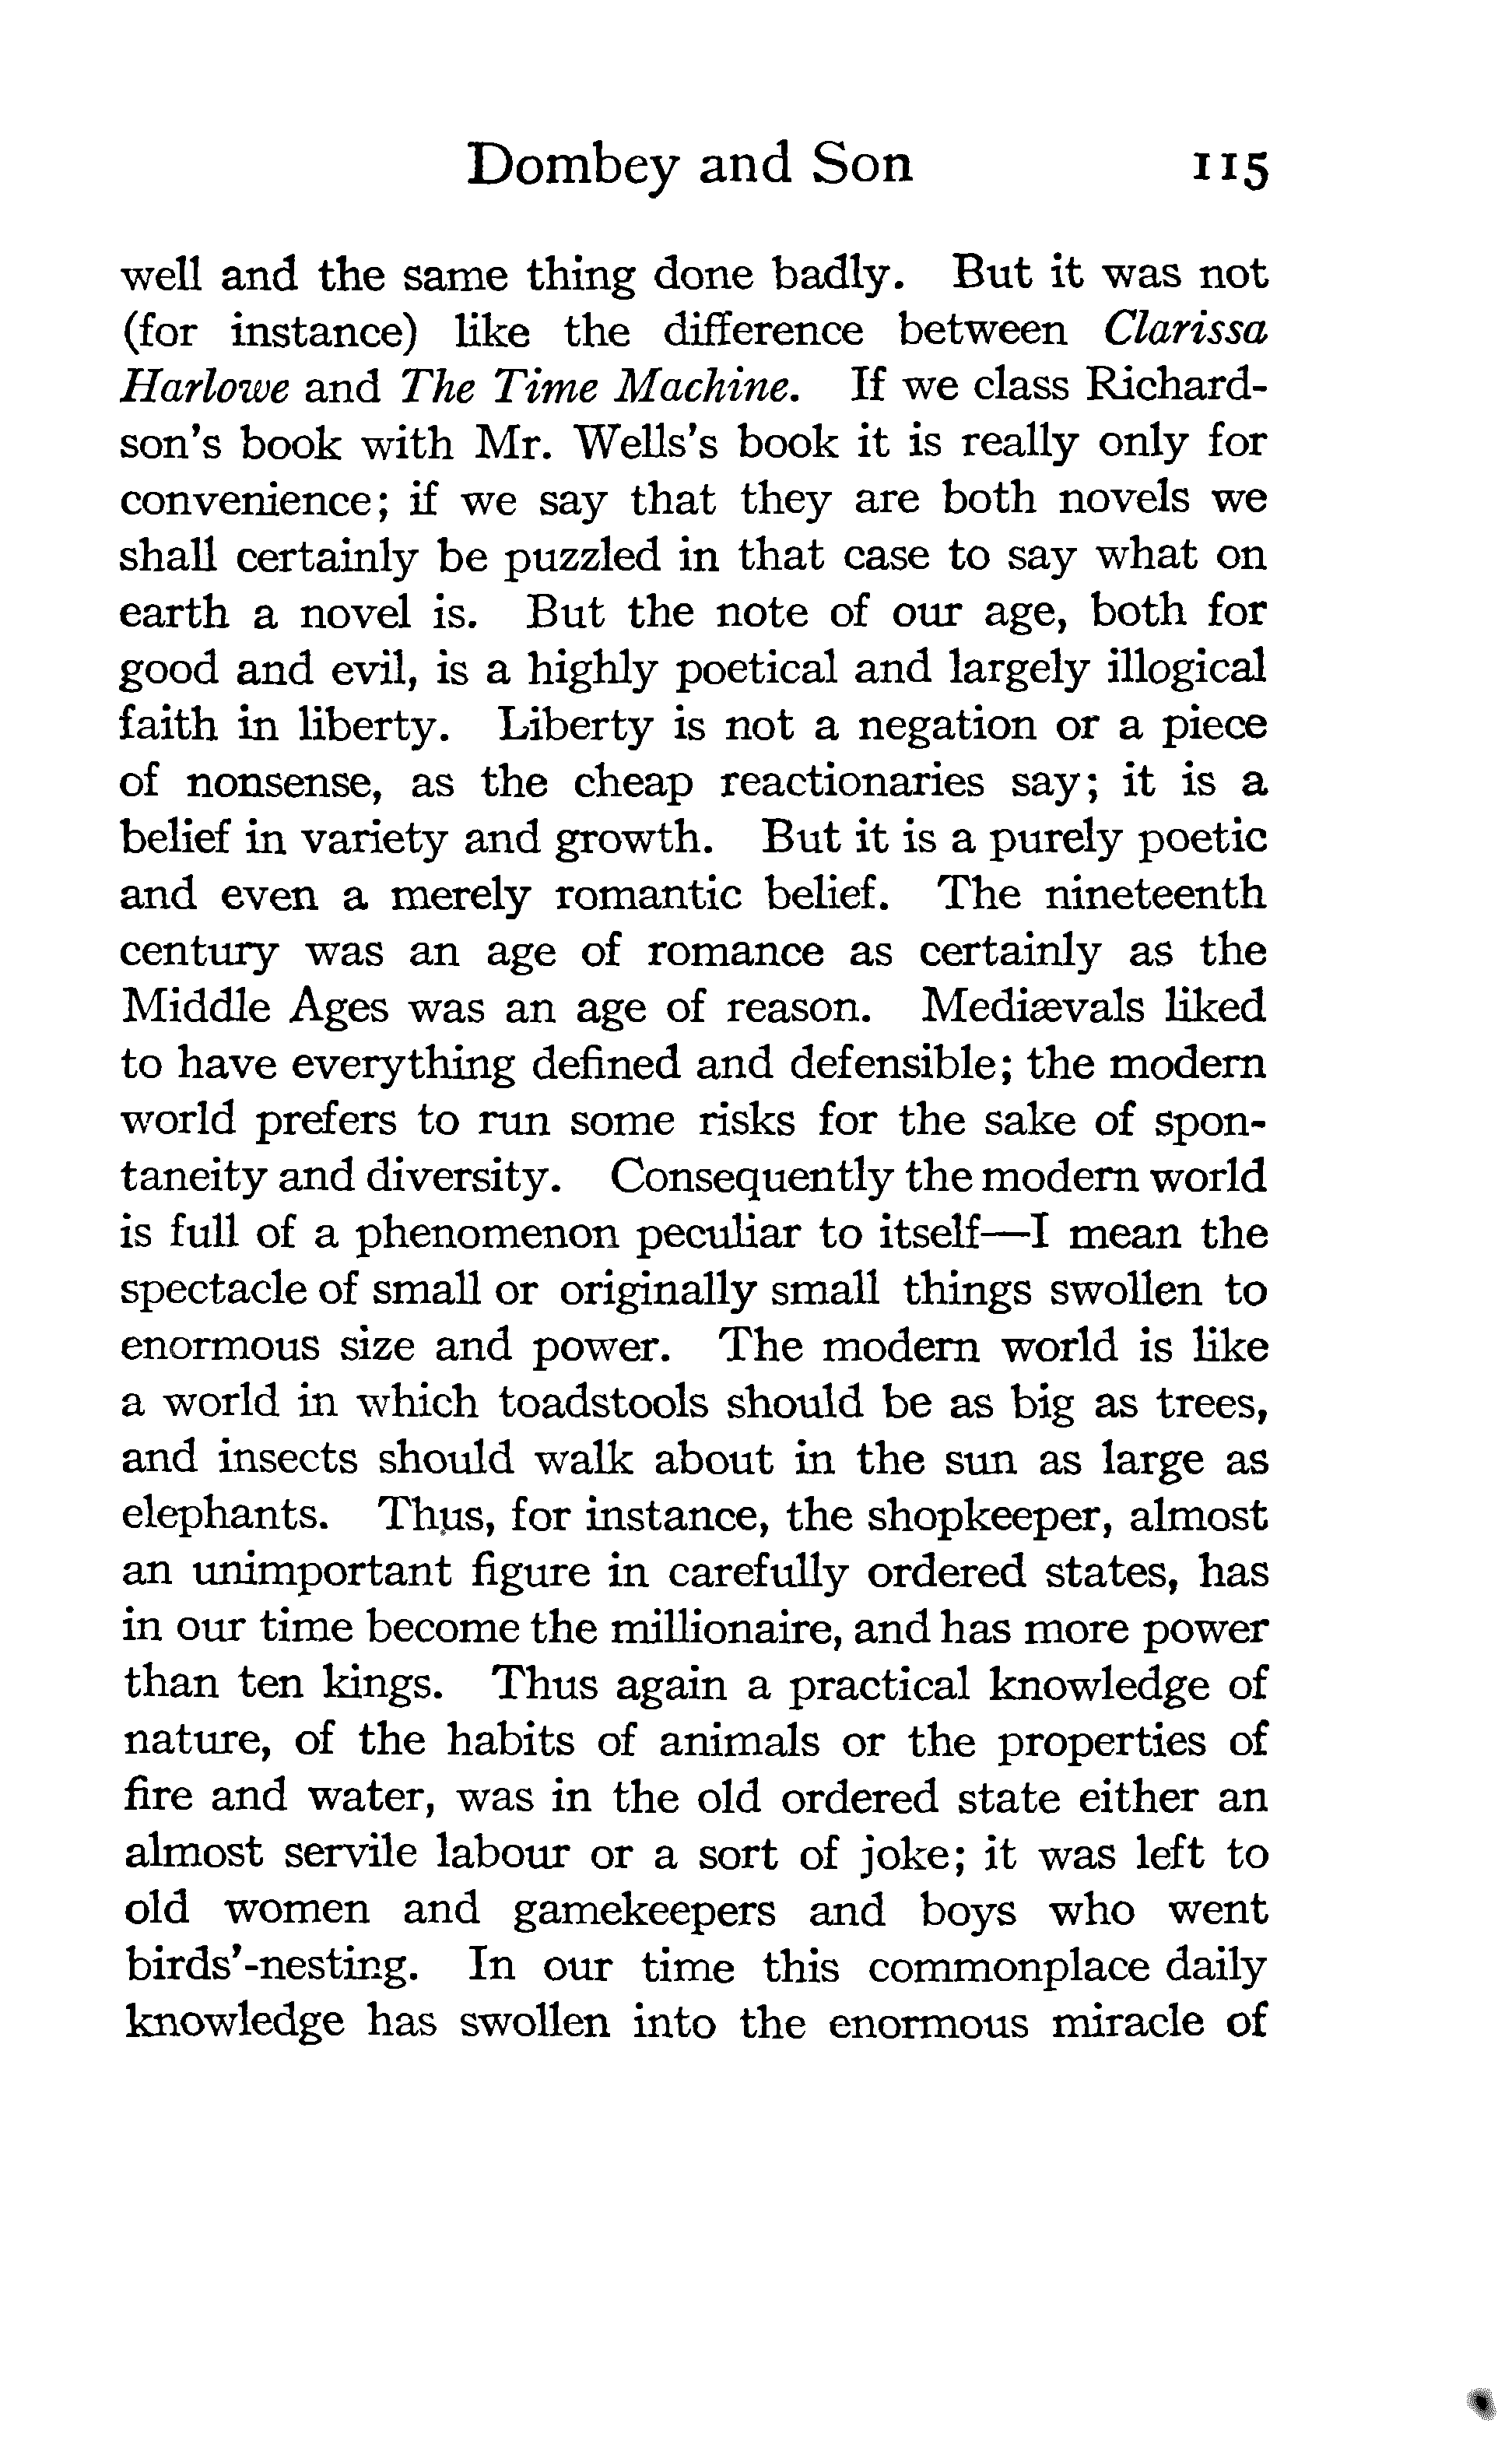 Dombey and Son 115
well and the same thing done badly. But it was not
(for instance) like the difference between Clarissa
Harlowe and The Time Machine. If we class Richard-
son's book with Mr. Wells's book it is really only for
convenience; if we say that they are both novels we
shall certainly be puzzled in that case to say what on
earth a novel is. But the note of our age, both for
good and evil, is a highly poetical and largely illogical
faith in liberty. Liberty is not a negation or a piece
of nonsense, as the cheap reactionaries say; it is a
belief in variety and growth. But it is a purely poetic
and even a merely romantic belief. The nineteenth
century was an age of romance as certainly as the
Middle Ages was an age of reason. Mediævals liked
to have everything defined and defensible; the modern
world prefers to run some risks for the sake of spon-
taneity and diversity. Consequently the modern world
is full of a phenomenon peculiar to itself—I mean the
spectacle of small or originally small things swollen to
enormous size and power. The modern world is like
a world in which toadstools should be as big as trees,
and insects should walk about in the sun as large as
elephants. Thus, for instance, the shopkeeper, almost
an unimportant figure in carefully ordered states, has
in our time become the millionaire, and has more power
than ten kings. Thus again a practical knowledge of
nature, of the habits of animals or the properties of
fire and water, was in the old ordered state either an
almost servile labour or a sort of joke; it was left to
old women and gamekeepers and boys who went
birds'-nesting. In our time this commonplace daily
knowledge has swollen into the enormous miracle of